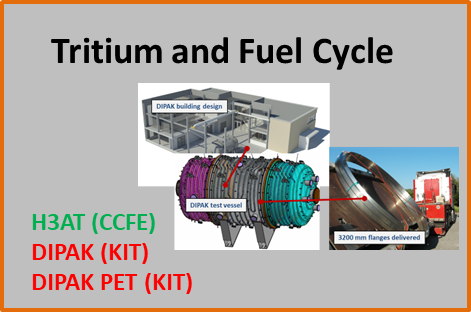 Tritium and Fuel Cycle
DIPAK building design
DIPAK test vessel
3200 mm flanges delivered
H3AT (CCFE)
DIPAK (KIT)
DIPAK PET (KIT)